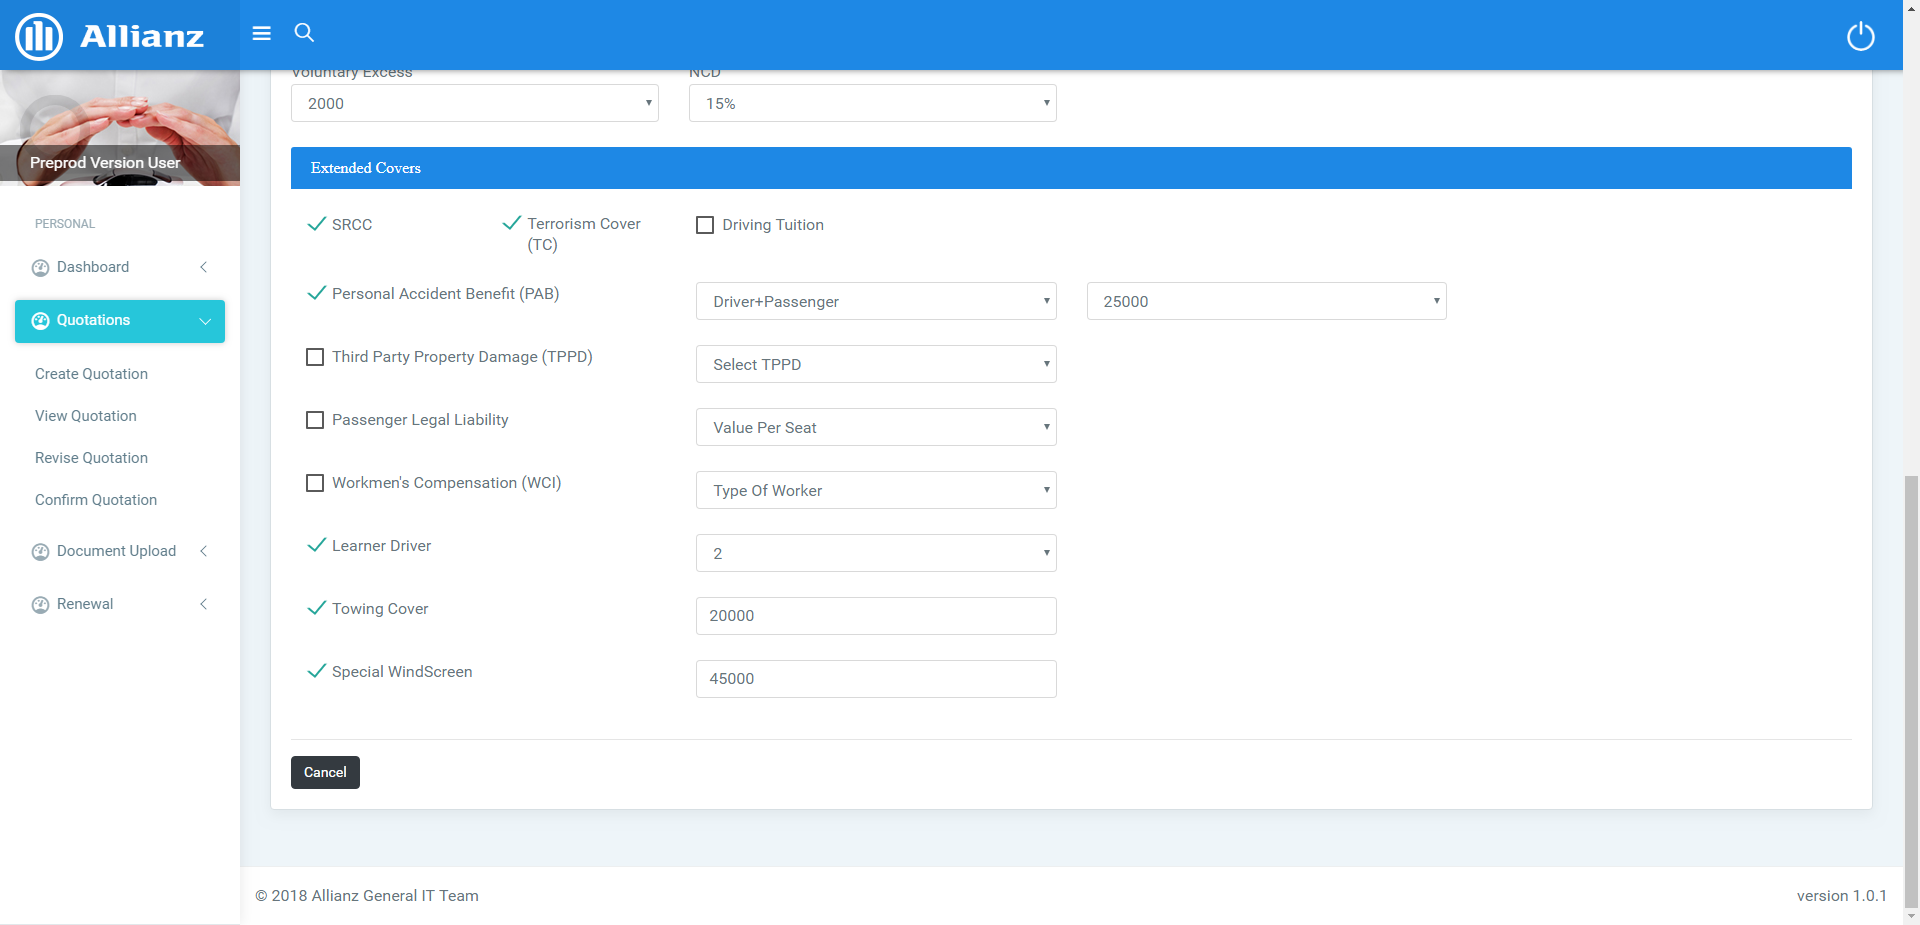 Allianz
Preprod Version User
PERSONAL
Dashboard
Quotations
Create Quotation
View Quotation
Revise Quotation
Confirm Quotation
Document Upload
Renewal
Voluntary Excess
NCD
2000
15%
Extended Covers
SRCC
Terrorism Cover
(TC)
Driving Tuition
Personal Accident Benefit (PAB)
Driver+Passenger
25000
Third Party Property Damage (TPPD)
Select TPPD
Passenger Legal Liability
Value Per Seat
Workmen's Compensation (WCI)
Type Of Worker
Learner Driver
2
Towing Cover
20000
Special WindScreen
45000
Cancel
© 2018 Allianz General IT Team
version 1.0.1